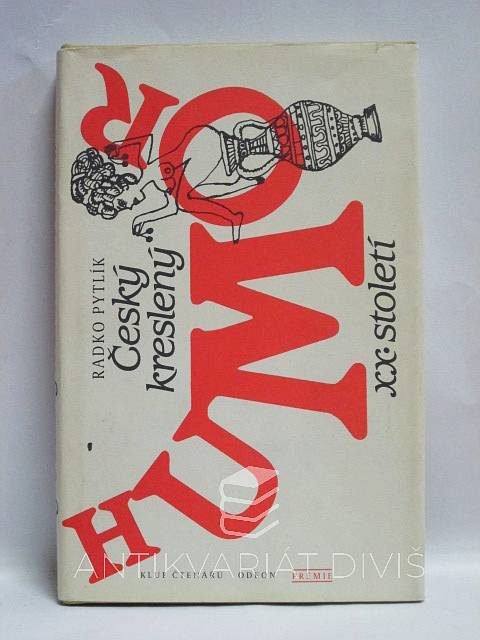 RADKO PYTLÍK
Český
kreslený
HUMOR
XX. století
KLUB ČTENÁŘŮ ODEON PRÉMIE
ANTIKVARIÁT DIVIŠ